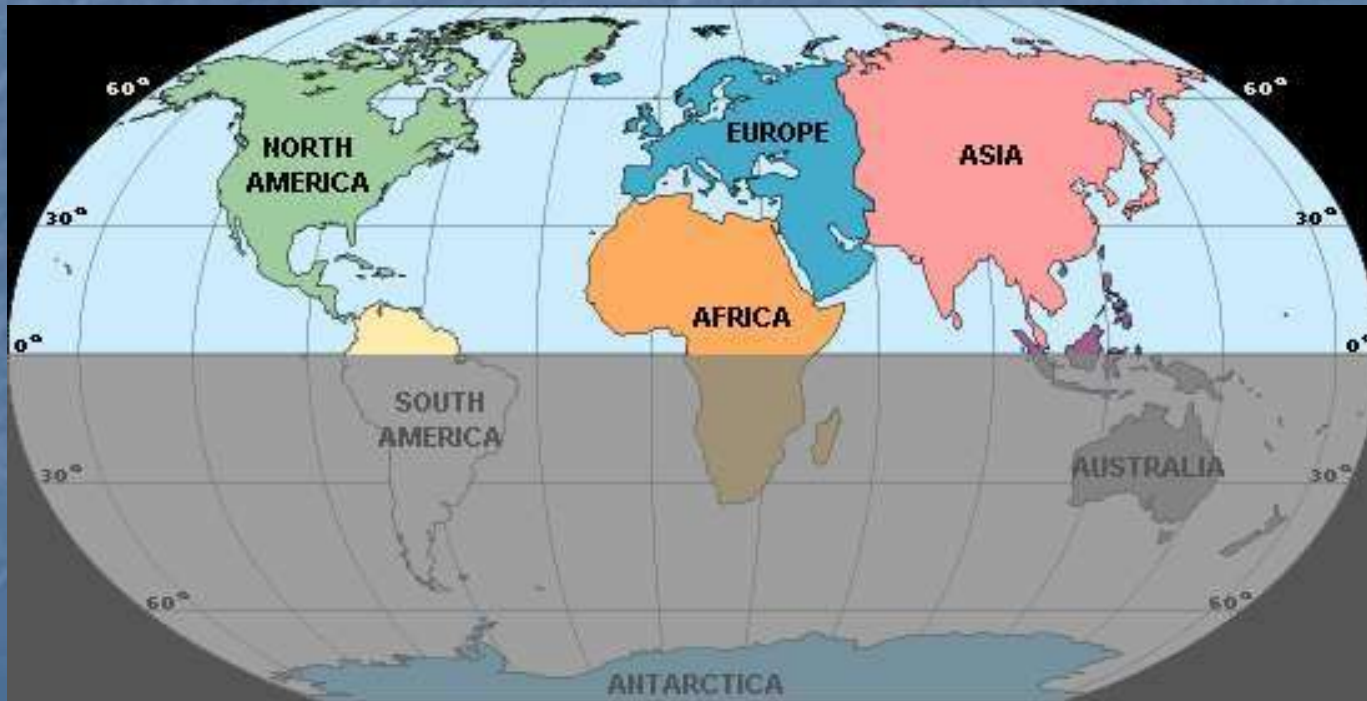 60° 60°
NORTH
AMERICA
EUROPE
ASIA
30° 30°
AFRICA
0° 0°
SOUTH
AMERICA
AUSTRALIA
30° 30°
60° 60°
ANTARCTICA